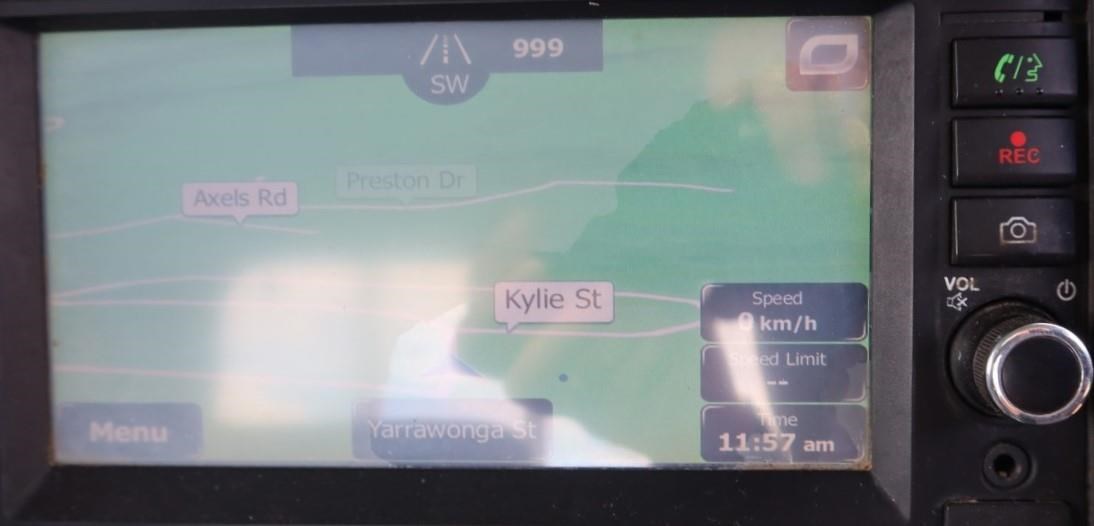 999
SW
Preston Dr
Axels Rd
Kylie St
Speed
0 km/h
Speed Limit
--
Time
11:57 am
Menu
Yarrawonga St
REC
VOL